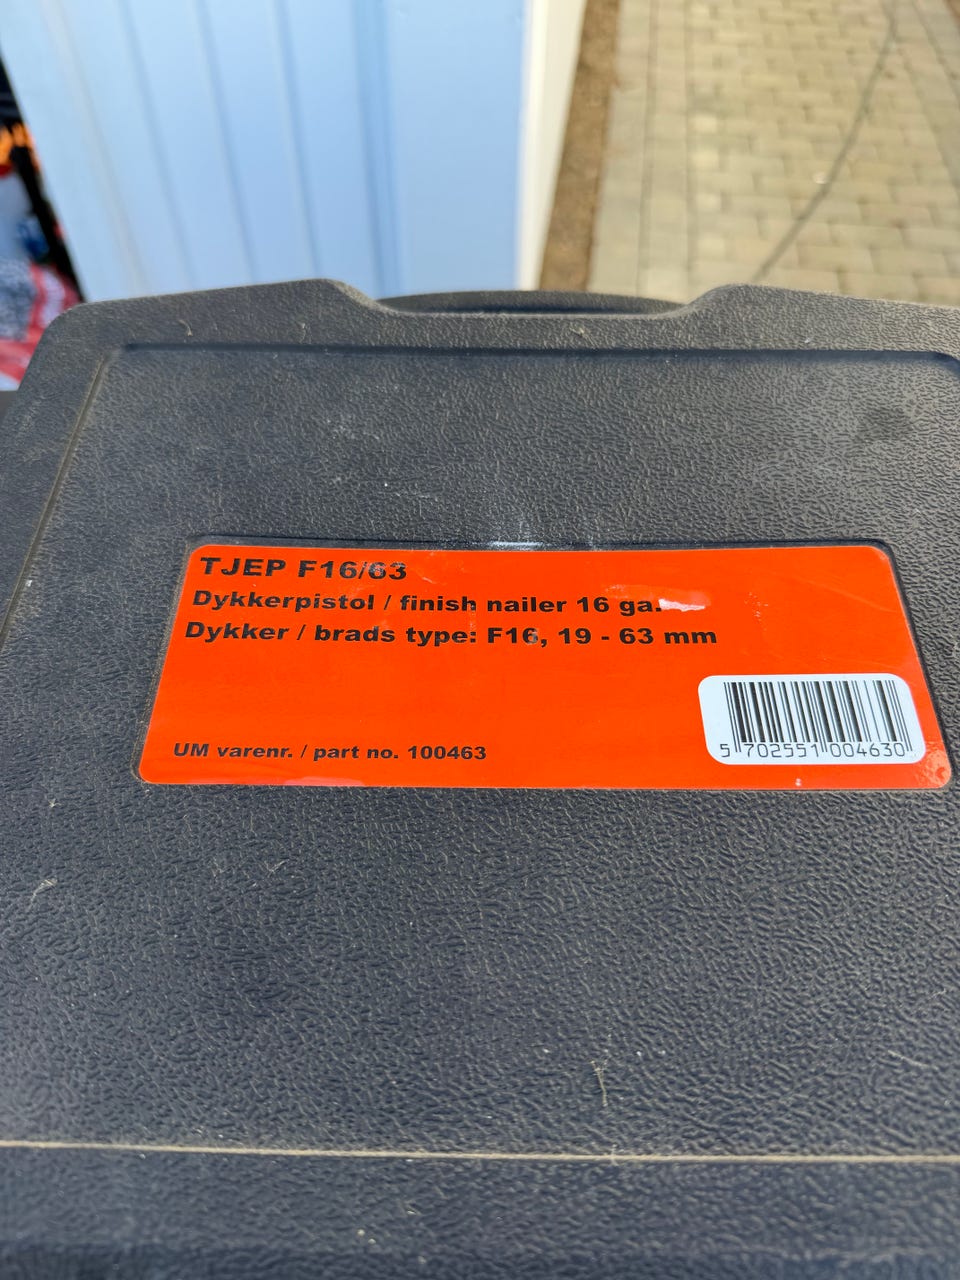 TJEP F16/63
Dykkerpistol / finish nailer 16 ga.
Dykker / brads type: F16, 19 - 63 mm
UM varenr. / part no. 100463
5 702551 004630